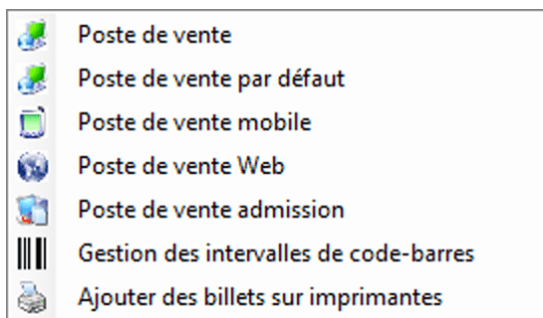 Poste de vente
Poste de vente par défaut
Poste de vente mobile
Poste de vente Web
Poste de vente admission
Gestion des intervalles de code-barres
Ajouter des billets sur imprimantes